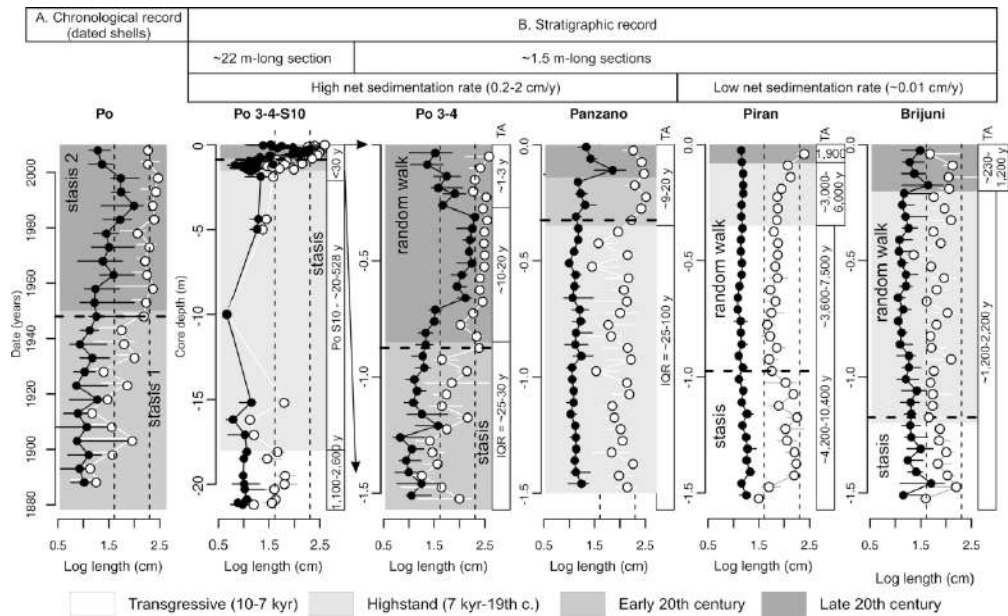 A. Chronological record
(dated shells)
B. Stratigraphic record
~22 m-long section
~1.5 m-long sections
High net sedimentation rate (0.2-2 cm/y)
Low net sedimentation rate (~0.01 cm/y)
Po
Po 3-4-S10
Po 3-4
TA
Panzano
TA
Piran
TA
Brijuni
TA
Date (years)
2000
1980
1960
1940
1920
1900
1880
stasis 2
stasis
0.5 1.5 2.5
Log length (cm)
Core depth (m)
0
-5
-10
15
20
stasis
<30 y
Po S10 = ~20-528 y
1,100-2,600 y
0.5 1.5 2.5
Log length (cm)
0.0
-0.5
-1.0
-1.5
random walk
stasis
~1-3 y
~10-20 y
IQR = ~25-30 y
0.5 1.5 2.5
Log length (cm)
0.0
-0.5
-1.0
-1.5
~9-20 y
IQR = ~25-100 y
0.5 1.5 2.5
Log length (cm)
0.0
-0.5
-1.0
-1.5
random walk
stasis
1,900
~3,000-
6,000 y
~3,600-7,500 y
~4,200-10,400 y
0.5 1.5 2.5
Log length (cm)
0.0
-0.5
-1.0
-1.5
random walk
stasis
~230-
1,200 y
~1,200-2,200 y
0.5 1.5 2.5
Log length (cm)
Transgressive (10-7 kyr)
Highstand (7 kyr-19th c.)
Early 20th century
Late 20th century